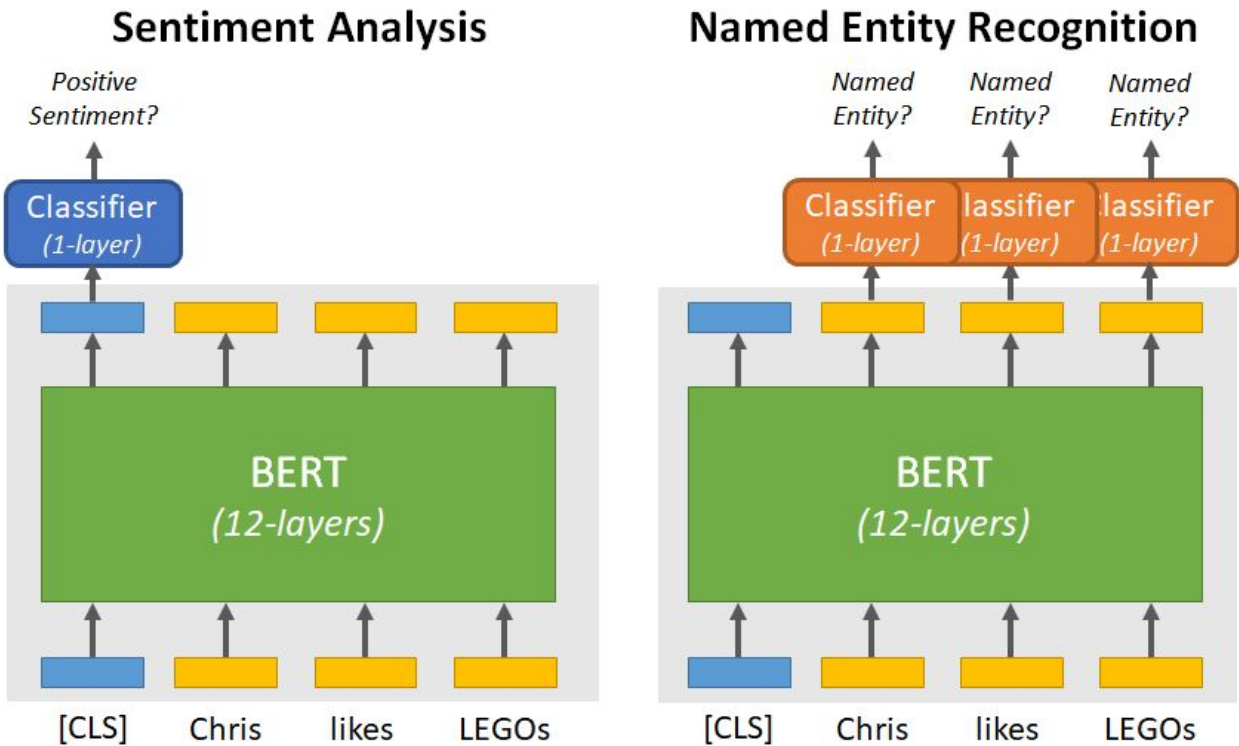 Sentiment Analysis
Positive
Sentiment?
Classifier
(1-layer)
BERT
(12-layers)
[CLS] Chris likes LEGOs
Named Entity Recognition
Named Named Named
Entity? Entity? Entity?
Classifier lassifier lassifier
(1-layer) (1-layer) (1-layer)
BERT
(12-layers)
[CLS] Chris likes LEGOs